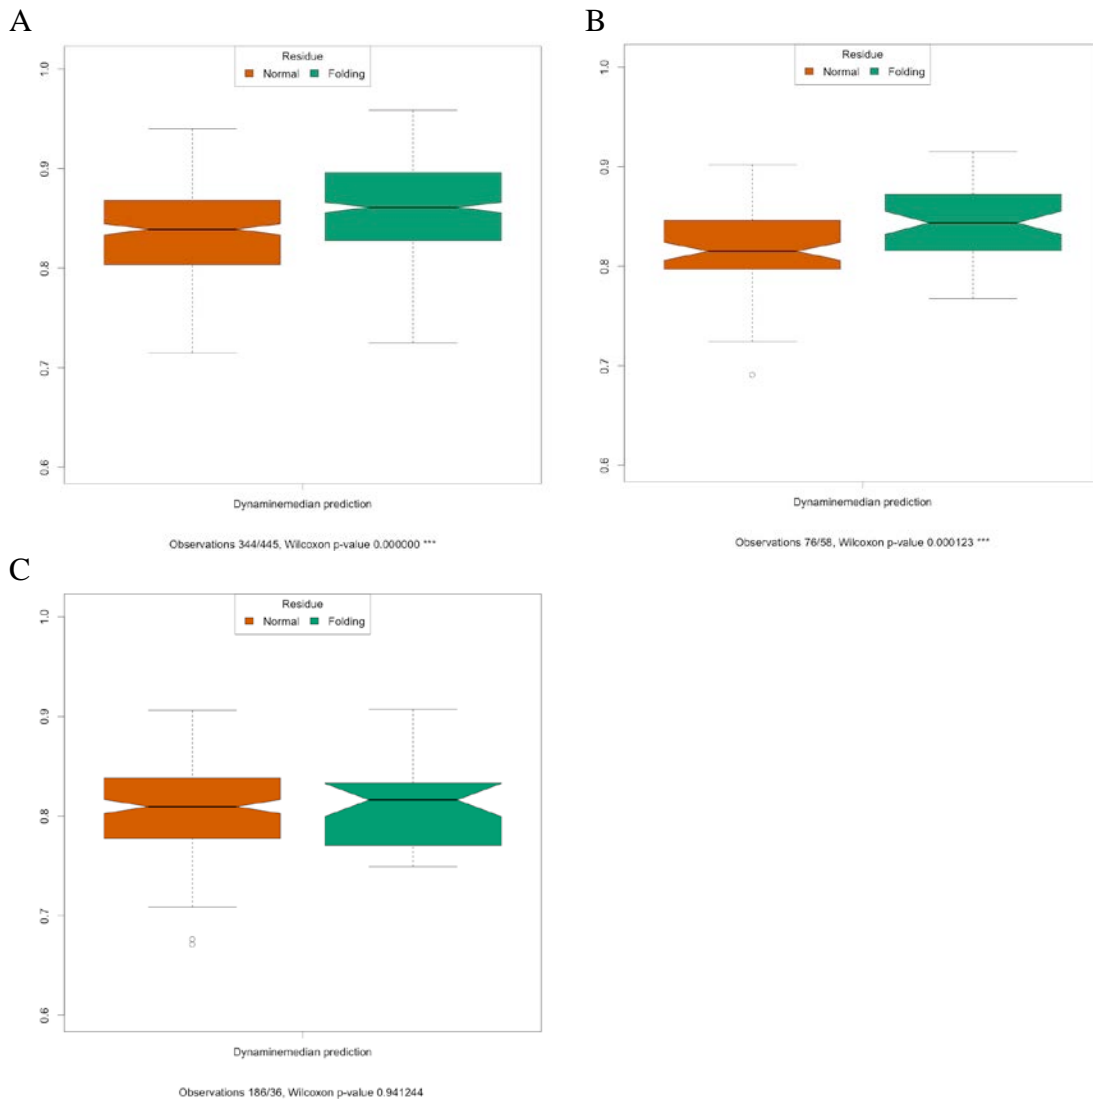 A
Residue
Normal Folding
1.0
0.9
0.8
0.7
0.6
Dynaminemedian prediction
Observations 344/445, Wilcoxon p-value 0.000000 ***
B
Residue
Normal Folding
1.0
0.9
0.8
0.7
0.6
Dynaminemedian prediction
Observations 76/58, Wilcoxon p-value 0.000123 ***
C
Residue
Normal Folding
1.0
0.9
0.8
0.7
0.6
Dynaminemedian prediction
Observations 186/36, Wilcoxon p-value 0.941244